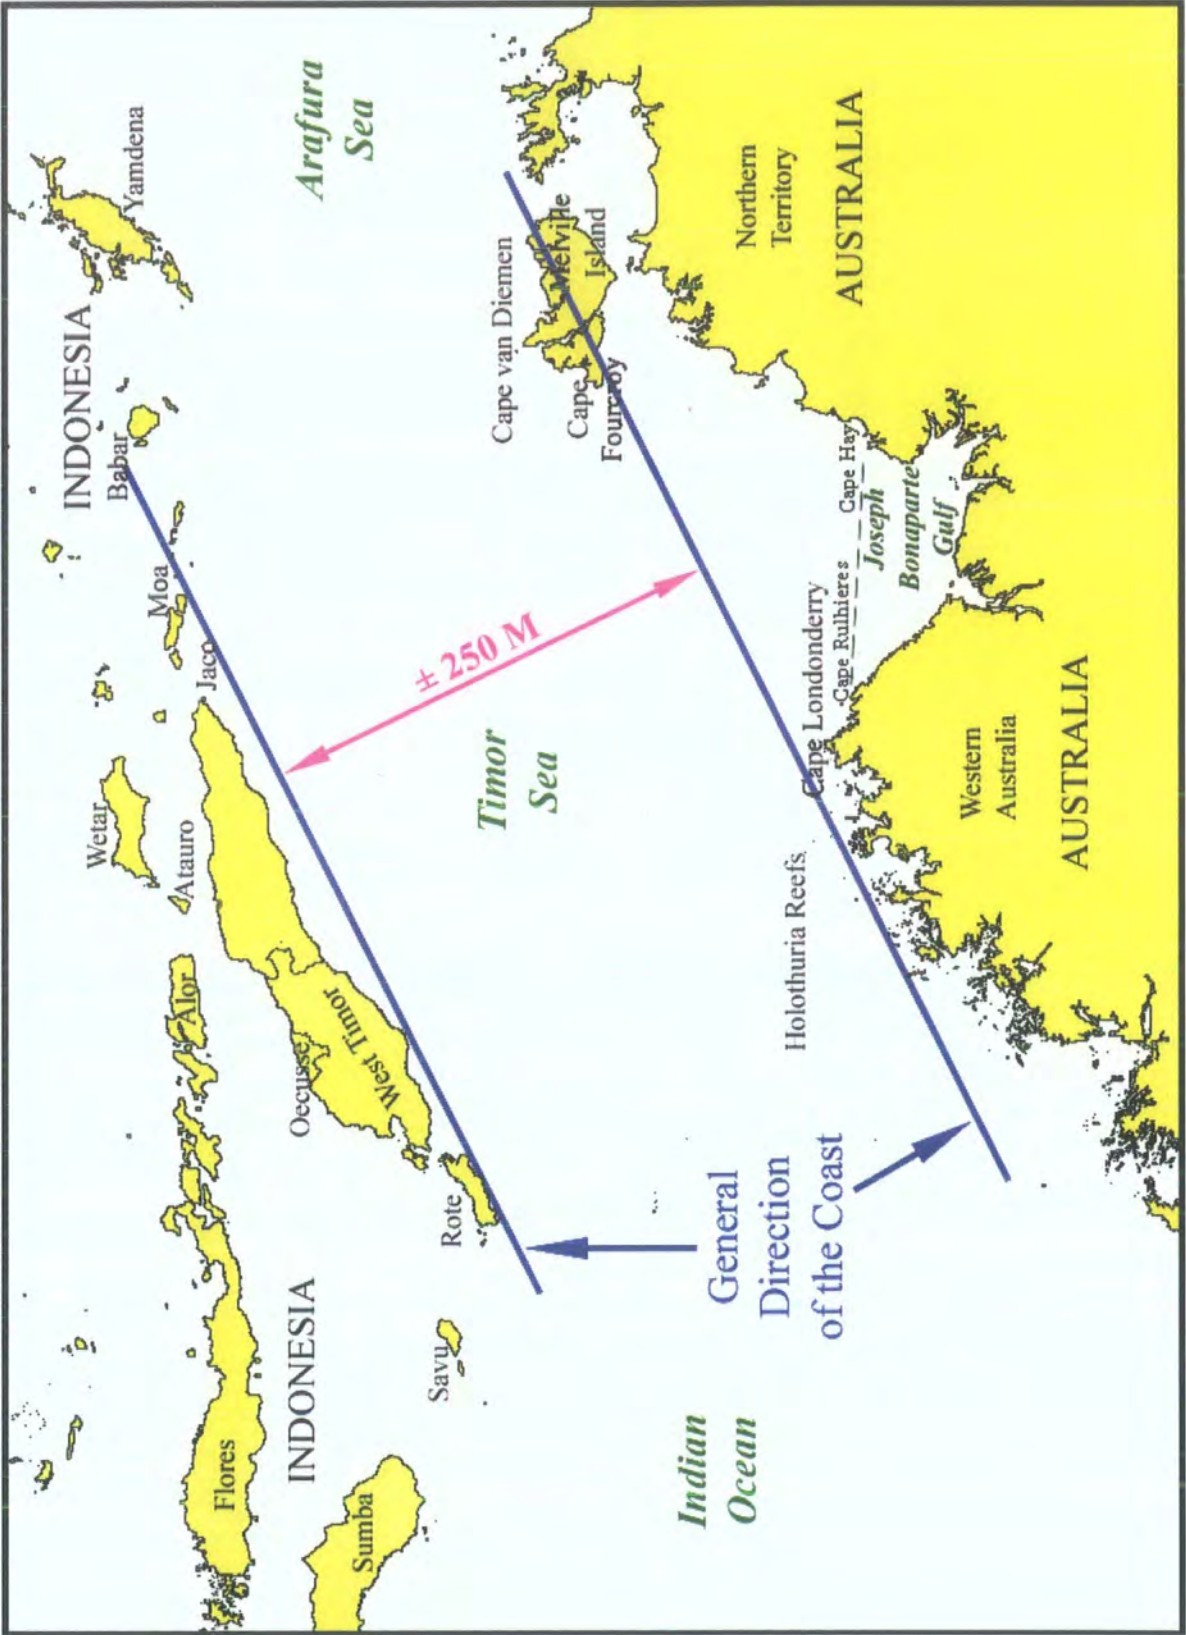 INDONESIA
Babar
Yamdena
Arafura
Sea
Wetar
Moa
Jaco
Atauro
Alor
Flores
Oecusse
West Timor
INDONESIA
Sumba
Rote
Savu
± 250 M
Timor
Sea
Cape van Diemen
Melville
Island
Cape
Fourcroy
Northern
Territory
AUSTRALIA
Cape Hay
Joseph
Bonaparte
Gulf
Cape Rulhieres
Cape Londonderry
Holothuria Reefs
Western
Australia
AUSTRALIA
General
Direction
of the Coast
Indian
Ocean